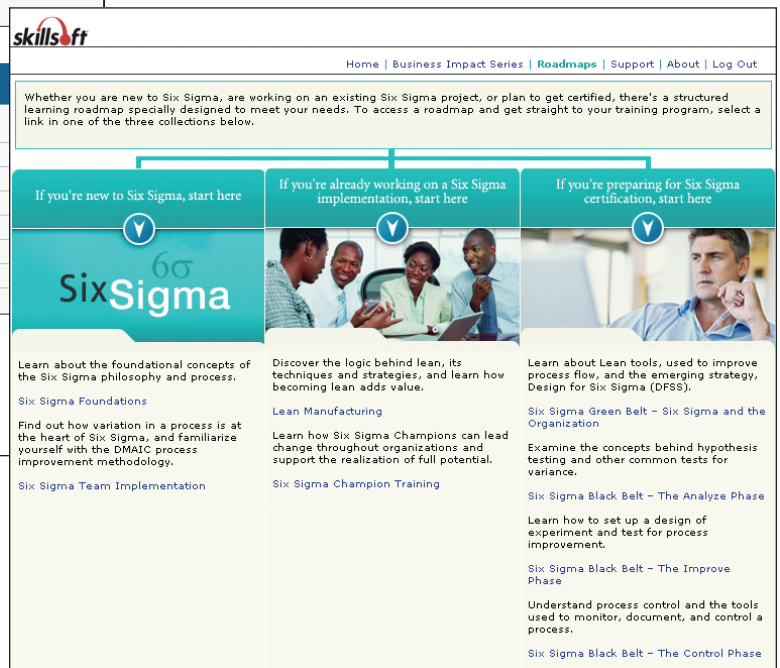 skillsoft
Home | Business Impact Series | Roadmaps | Support | About | Log Out
Whether you are new to Six Sigma, are working on an existing Six Sigma project, or plan to get certified, there's a structured
learning roadmap specially designed to meet your needs. To access a roadmap and get straight to your training program, select a
link in one of the three collections below.
If you're new to Six Sigma, start here
6σ
SixSigma
Learn about the foundational concepts of
the Six Sigma philosophy and process.
Six Sigma Foundations
Find out how variation in a process is at
the heart of Six Sigma, and familiarize
yourself with the DMAIC process
improvement methodology.
Six Sigma Team Implementation
If you're already working on a Six Sigma
implementation, start here
Discover the logic behind lean, its
techniques and strategies, and learn how
becoming lean adds value.
Lean Manufacturing
Learn how Six Sigma Champions can lead
change throughout organizations and
support the realization of full potential.
Six Sigma Champion Training
If you're preparing for Six Sigma
certification, start here
Learn about Lean tools, used to improve
process flow, and the emerging strategy,
Design for Six Sigma (DFSS).
Six Sigma Green Belt - Six Sigma and the
Organization
Examine the concepts behind hypothesis
testing and other common tests for
variance.
Six Sigma Black Belt - The Analyze Phase
Learn how to set up a design of
experiment and test for process
improvement.
Six Sigma Black Belt - The Improve
Phase
Understand process control and the tools
used to monitor, document, and control a
process.
Six Sigma Black Belt - The Control Phase